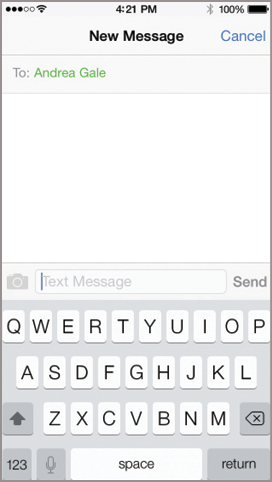 4:21 PM 100%
New Message Cancel
To: Andrea Gale
Text Message Send
Q W E R T Y U I O P
A S D F G H J K L
Z X C V B N M
123 space return